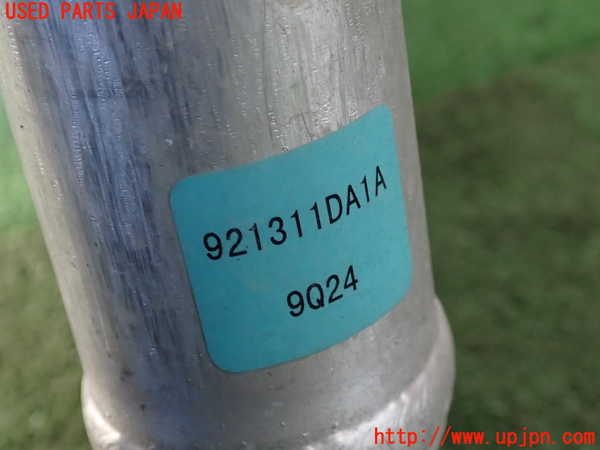 USED PARTS JAPAN
921311DA1A
9Q24
http://www.upjpn.com/